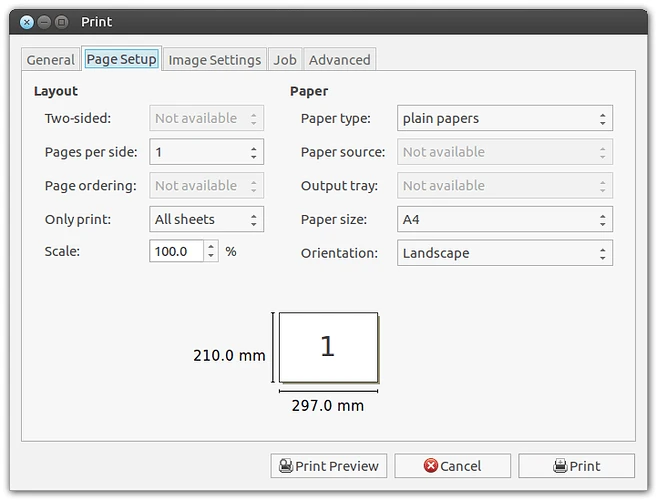 Print
General Page Setup Image Settings Job Advanced
Layout Paper
Two-sided: Not available Paper type: plain papers
Pages per side: 1 Paper source: Not available
Page ordering: Not available Output tray: Not available
Only print: All sheets Paper size: A4
Scale: 100.0 % Orientation: Landscape
1
210.0 mm
297.0 mm
Print Preview Cancel Print